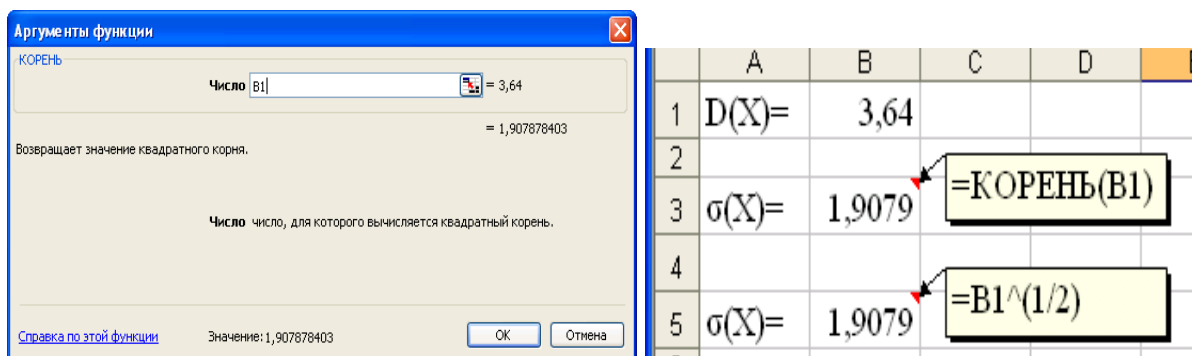 Аргументы функции
КОРЕНЬ
Число B1 = 3,64
= 1,907878403
Возвращает значение квадратного корня.
Число число, для которого вычисляется квадратный корень.
Справка по этой функции Значение: 1,907878403 OK Отмена
A B C D
1 D(X)= 3,64
2
=КОРЕНЬ(B1)
3 σ(X)= 1,9079
4
=B1^(1/2)
5 σ(X)= 1,9079